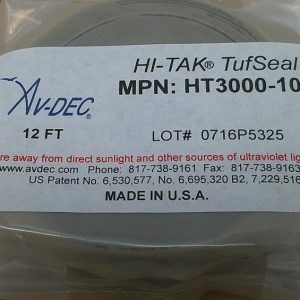 HI-TAK® TufSeal
AV-DEC®
MPN: HT3000-10
12 FT
LOT# 0716P5325
re away from direct sunlight and other sources of ultraviolet lig
www.avdec.com Phone: 817-738-9161 Fax: 817-738-9163
US Patent No. 6,530,577, No. 6,695,320 B2, 7,229,516
MADE IN U.S.A.